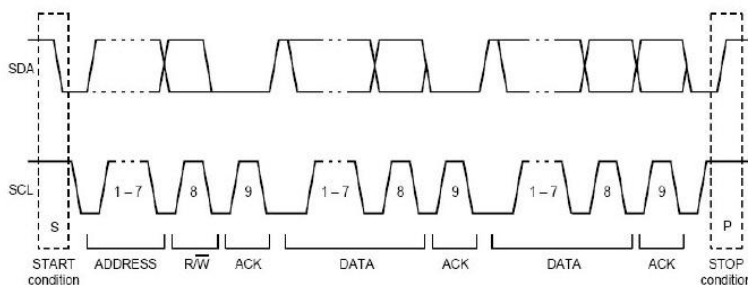 SDA
SCL
1 – 7 8 9 1 – 7 8 9 1 – 7 8 9
S P
START condition ADDRESS R/W̅ ACK DATA ACK DATA ACK STOP condition